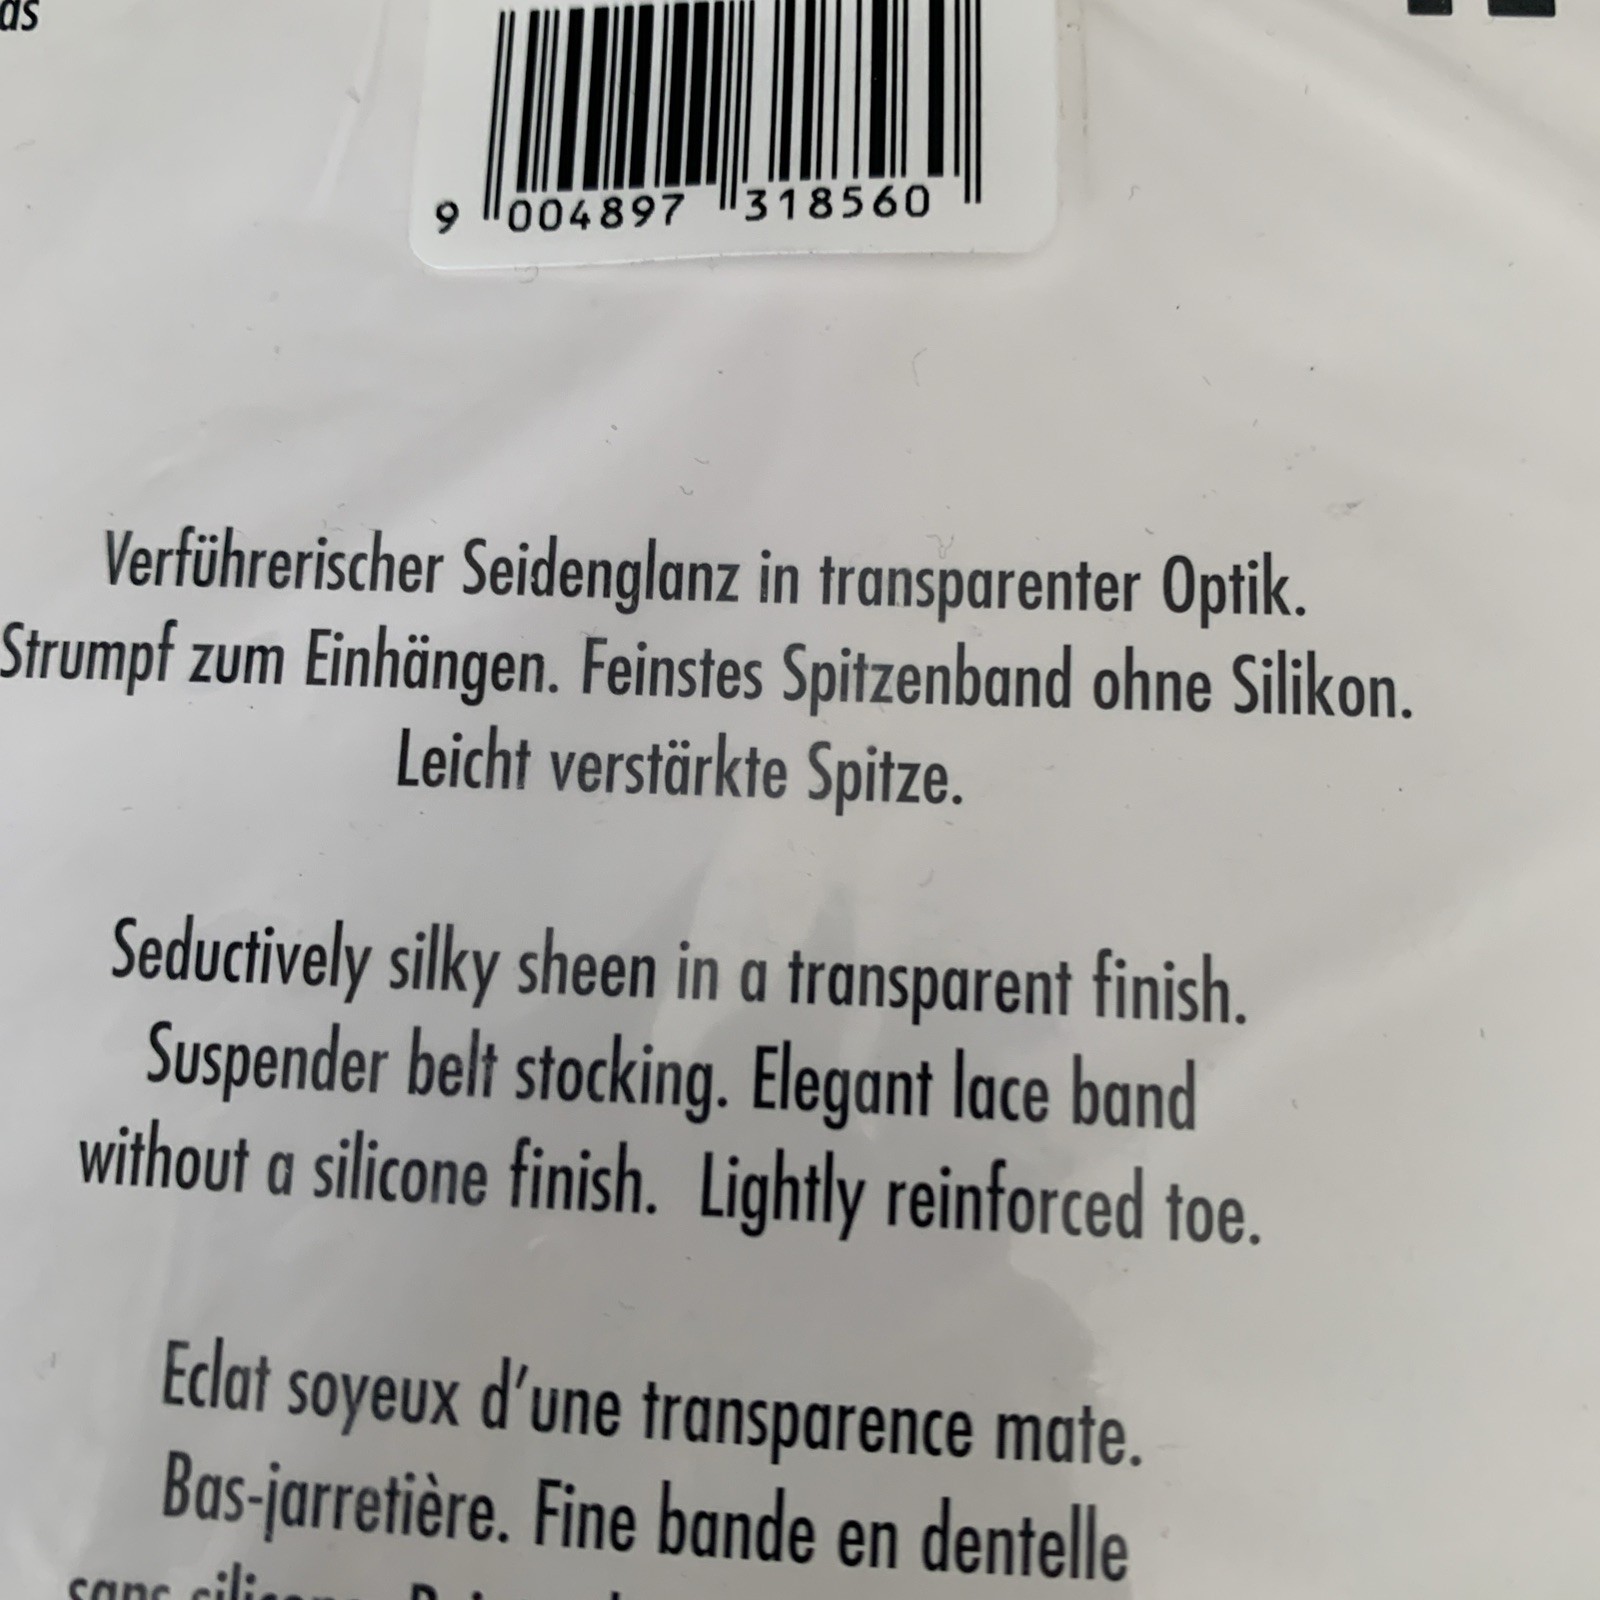 as
9 004897 318560
Verführerischer Seidenglanz in transparenter Optik.
Strumpf zum Einhängen. Feinstes Spitzenband ohne Silikon.
Leicht verstärkte Spitze.
Seductively silky sheen in a transparent finish.
Suspender belt stocking. Elegant lace band
without a silicone finish. Lightly reinforced toe.
Eclat soyeux d'une transparence mate.
Bas-jarretière. Fine bande en dentelle
sans